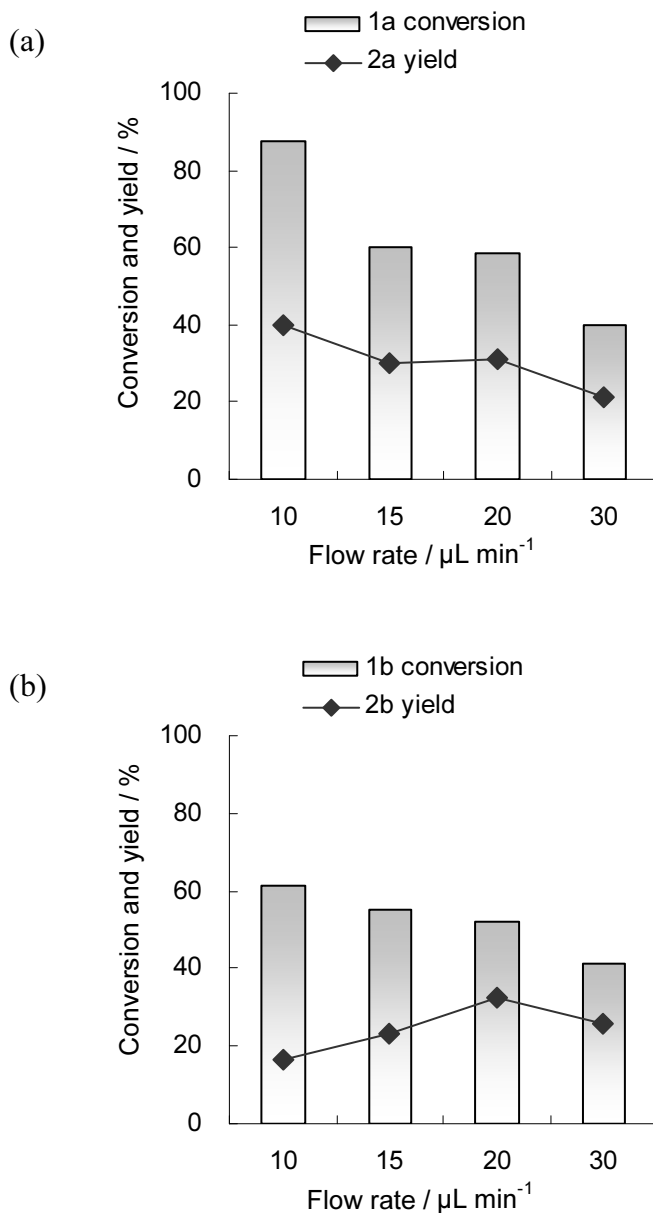 (a)
1a conversion
2a yield
Conversion and yield / %
100
80
60
40
20
0
10 15 20 30
Flow rate / µL min⁻¹
(b)
1b conversion
2b yield
Conversion and yield / %
100
80
60
40
20
0
10 15 20 30
Flow rate / µL min⁻¹